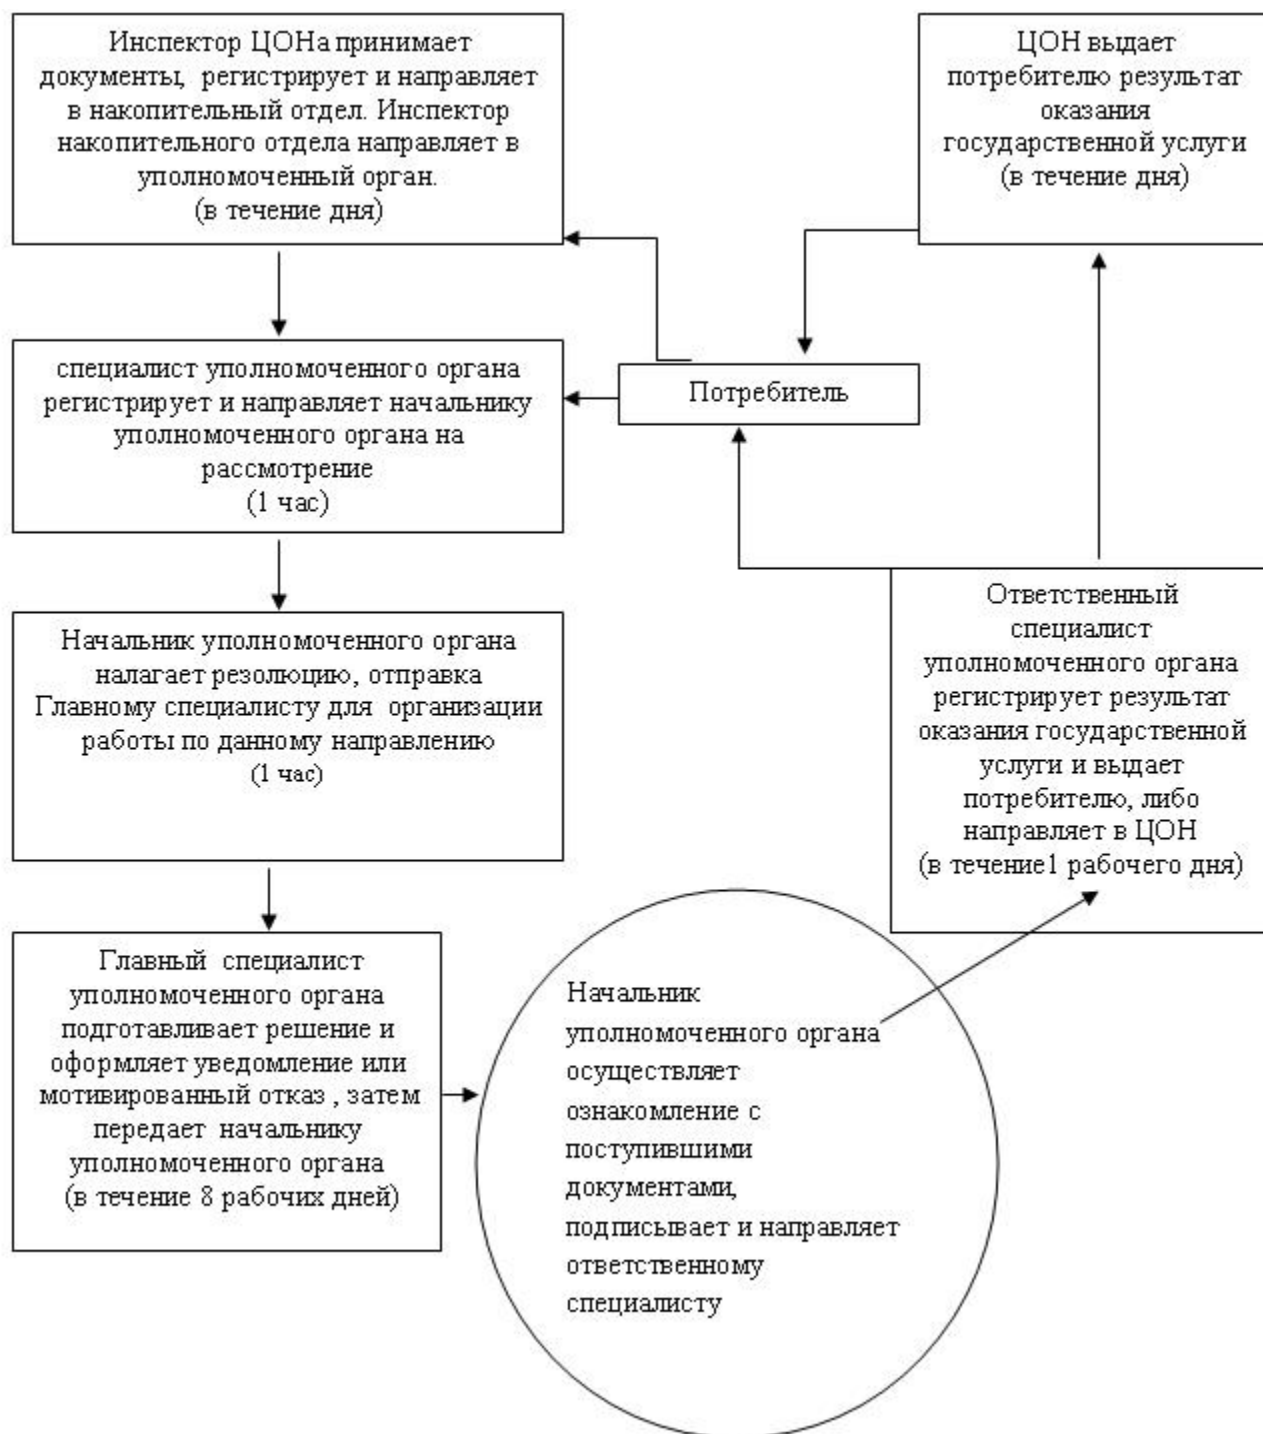 Инспектор ЦОНа принимает
документы, регистрирует и направляет
в накопительный отдел. Инспектор
накопительного отдела направляет в
уполномоченный орган.
(в течение дня)
ЦОН выдает
потребителю результат
оказания
государственной услуги
(в течение дня)
специалист уполномоченного органа
регистрирует и направляет начальнику
уполномоченного органа на
рассмотрение
(1 час)
Потребитель
Начальник уполномоченного органа
налагает резолюцию, отправка
Главному специалисту для организации
работы по данному направлению
(1 час)
Ответственный
специалист
уполномоченного органа
регистрирует результат
оказания государственной
услуги и выдает
потребителю, либо
направляет в ЦОН
(в течение1 рабочего дня)
Главный специалист
уполномоченного органа
подготавливает решение и
оформляет уведомление или
мотивированный отказ , затем
передает начальнику
уполномоченного органа
(в течение 8 рабочих дней)
Начальник
уполномоченного органа
осуществляет
ознакомление с
поступившими
документами,
подписывает и направляет
ответственному
специалисту